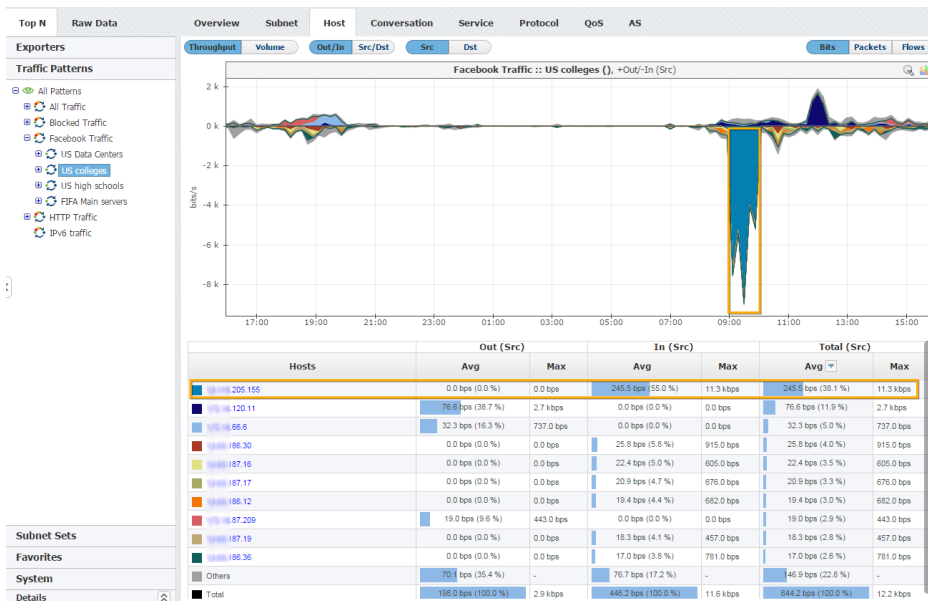 Top N Raw Data Overview Subnet Host Conversation Service Protocol QoS AS
Exporters
Traffic Patterns
All Patterns
All Traffic
Blocked Traffic
Facebook Traffic
US Data Centers
US colleges
US high schools
FIFA Main servers
HTTP Traffic
IPv6 traffic
Subnet Sets
Favorites
System
Details
Throughput Volume Out/In Src/Dst Src Dst Bits Packets Flows
Facebook Traffic :: US colleges (), +Out/-In (Src)
bits/s
2 k
0 k
-2 k
-4 k
-6 k
-8 k
17:00 19:00 21:00 23:00 01:00 03:00 05:00 07:00 09:00 11:00 13:00 15:00
Out (Src) In (Src) Total (Src)
Hosts Avg Max Avg Max Avg Max
.205.155 0.0 bps (0.0 %) 0.0 bps 245.5 bps (55.0 %) 11.3 kbps 245.5 bps (38.1 %) 11.3 kbps
.120.11 76.6 bps (38.7 %) 2.7 kbps 0.0 bps (0.0 %) 0.0 bps 76.6 bps (11.9 %) 2.7 kbps
.66.6 32.3 bps (16.3 %) 737.0 bps 0.0 bps (0.0 %) 0.0 bps 32.3 bps (5.0 %) 737.0 bps
.186.30 0.0 bps (0.0 %) 0.0 bps 25.8 bps (5.8 %) 915.0 bps 25.8 bps (4.0 %) 915.0 bps
.187.16 0.0 bps (0.0 %) 0.0 bps 22.4 bps (5.0 %) 605.0 bps 22.4 bps (3.5 %) 605.0 bps
.187.17 0.0 bps (0.0 %) 0.0 bps 20.9 bps (4.7 %) 676.0 bps 20.9 bps (3.3 %) 676.0 bps
.186.12 0.0 bps (0.0 %) 0.0 bps 19.4 bps (4.4 %) 682.0 bps 19.4 bps (3.0 %) 682.0 bps
.87.209 19.0 bps (9.6 %) 443.0 bps 0.0 bps (0.0 %) 0.0 bps 19.0 bps (2.9 %) 443.0 bps
.187.19 0.0 bps (0.0 %) 0.0 bps 18.3 bps (4.1 %) 457.0 bps 18.3 bps (2.8 %) 457.0 bps
.186.36 0.0 bps (0.0 %) 0.0 bps 17.0 bps (3.8 %) 781.0 bps 17.0 bps (2.6 %) 781.0 bps
Others 70.1 bps (35.4 %) - 76.7 bps (17.2 %) - 146.9 bps (22.8 %) -
Total 198.0 bps (100.0 %) 2.9 kbps 446.2 bps (100.0 %) 11.6 kbps 644.2 bps (100.0 %) 12.2 kbps